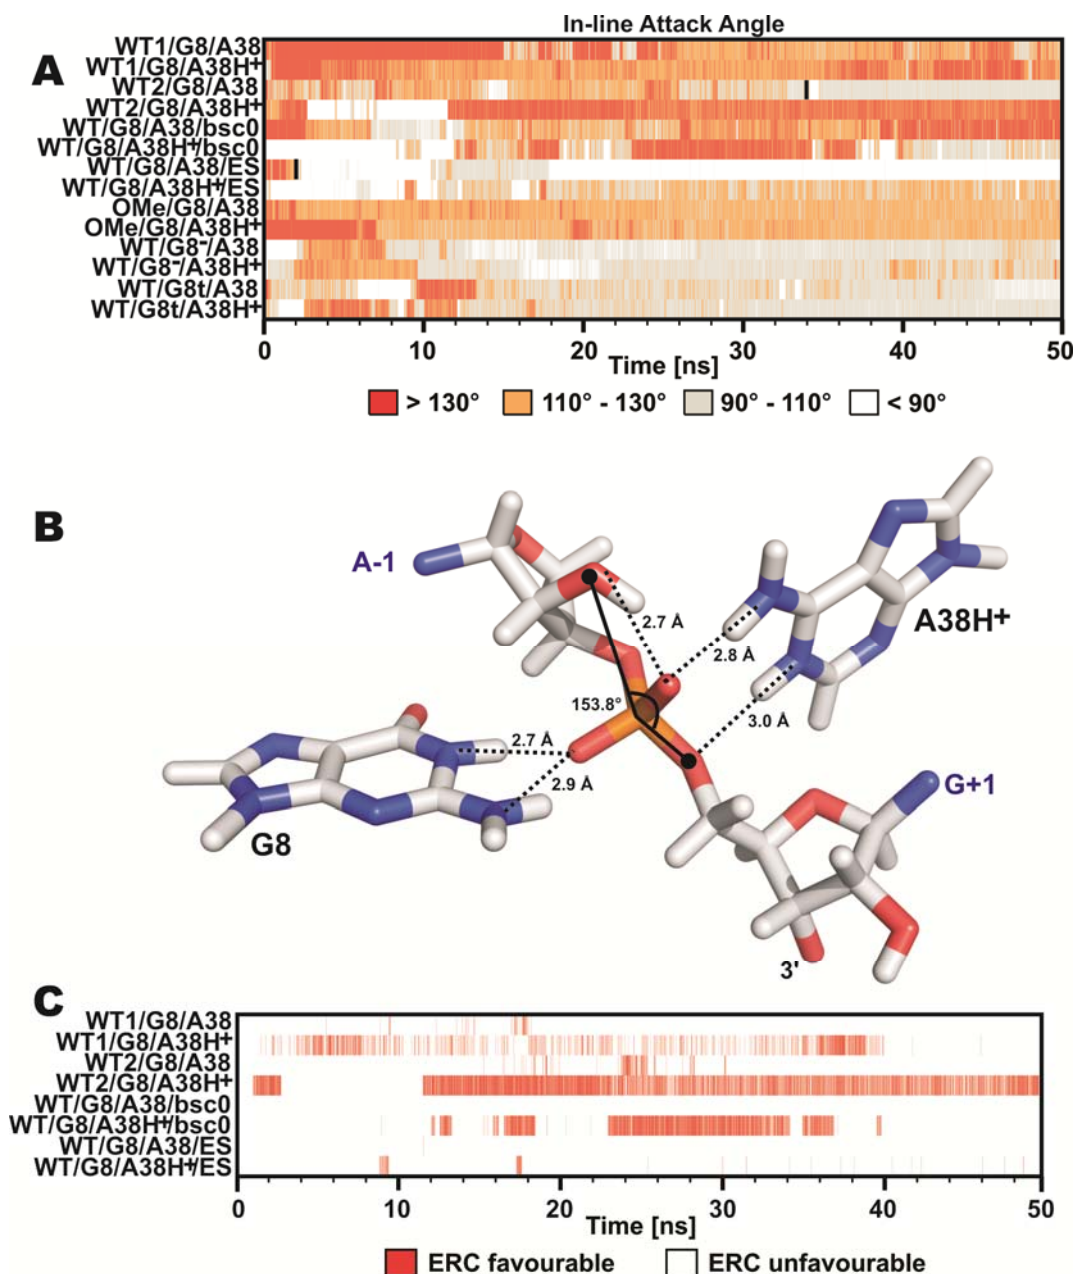 In-line Attack Angle
A
WT1/G8/A38
WT1/G8/A38H+
WT2/G8/A38
WT2/G8/A38H+
WT/G8/A38/bsc0
WT/G8/A38H+/bsc0
WT/G8/A38/ES
WT/G8/A38H+/ES
OMe/G8/A38
OMe/G8/A38H+
WT/G8-/A38
WT/G8-/A38H+
WT/G8t/A38
WT/G8t/A38H+
0 10 20 30 40 50
Time [ns]
> 130° 110° - 130° 90° - 110° < 90°
B
A-1
A38H+
2.7 Å
2.8 Å
3.0 Å
153.8°
2.7 Å
2.9 Å
G8
G+1
3'
C
WT1/G8/A38
WT1/G8/A38H+
WT2/G8/A38
WT2/G8/A38H+
WT/G8/A38/bsc0
WT/G8/A38H+/bsc0
WT/G8/A38/ES
WT/G8/A38H+/ES
0 10 20 30 40 50
Time [ns]
ERC favourable ERC unfavourable